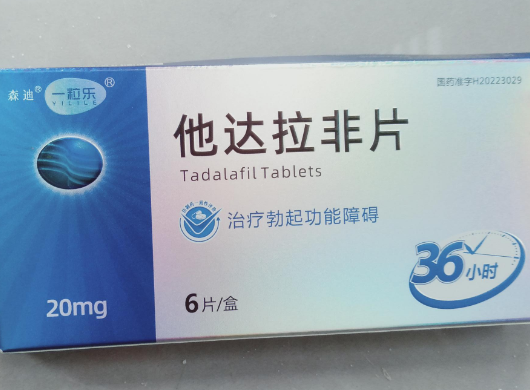 国药准字H20223029
森迪® 一粒乐®
YILILE
他达拉非片
Tadalafil Tablets
治疗勃起功能障碍
36小时
20mg
6片/盒